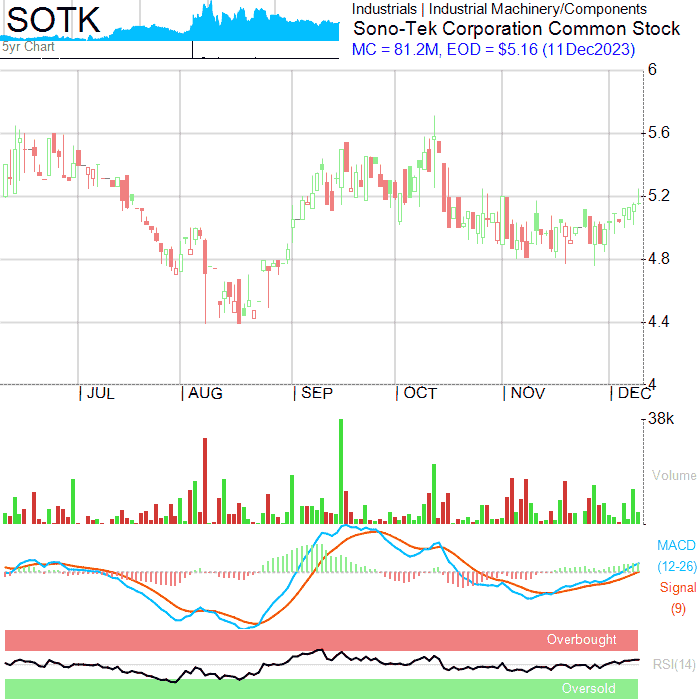 SOTK
5yr Chart
Industrials | Industrial Machinery/Components
Sono-Tek Corporation Common Stock
MC = 81.2M, EOD = $5.16 (11Dec2023)
6
5.6
5.2
4.8
4.4
4
JUL
AUG
SEP
OCT
NOV
DEC
38k
Volume
MACD
(12-26)
Signal
(9)
Overbought
RSI(14)
Oversold